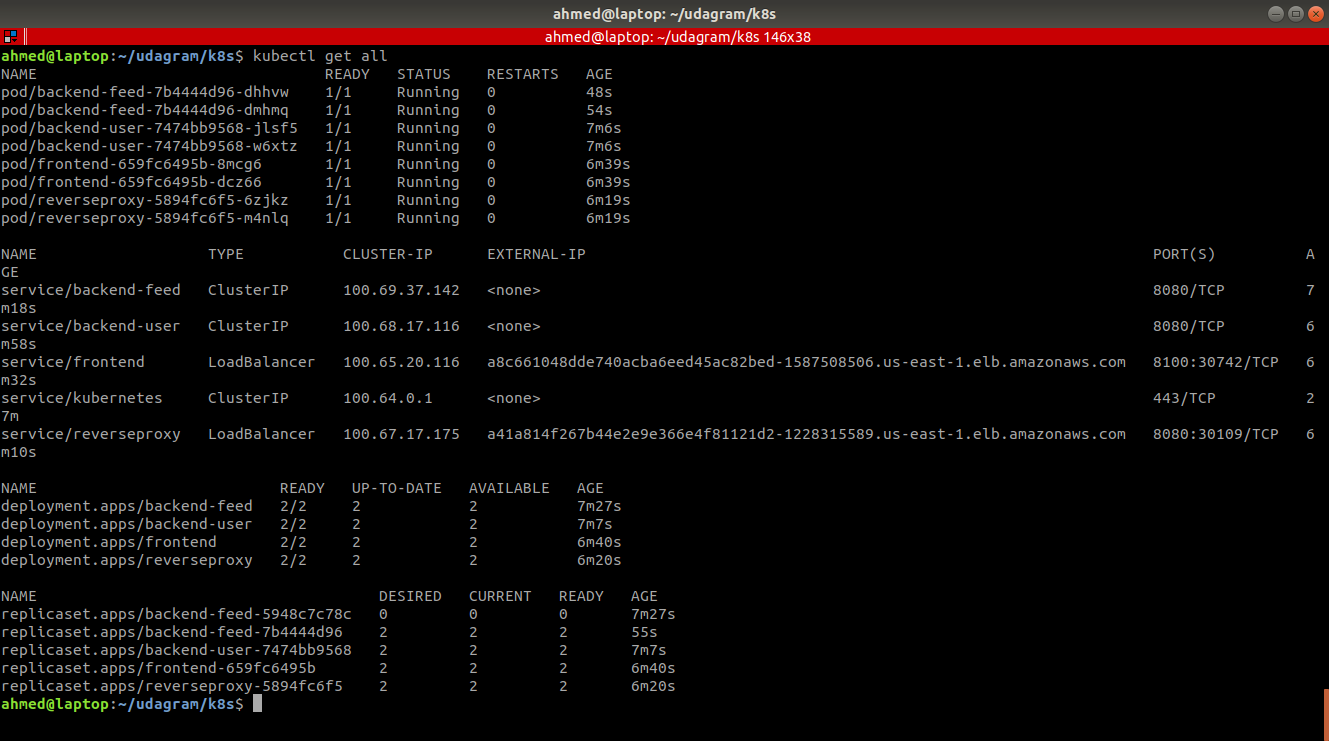 ahmed@laptop: ~/udagram/k8s
ahmed@laptop: ~/udagram/k8s 146x38
ahmed@laptop:~/udagram/k8s$ kubectl get all
NAME READY STATUS RESTARTS AGE
pod/backend-feed-7b4444d96-dhhvw 1/1 Running 0 48s
pod/backend-feed-7b4444d96-dmhmq 1/1 Running 0 54s
pod/backend-user-7474bb9568-jlsf5 1/1 Running 0 7m6s
pod/backend-user-7474bb9568-w6xtz 1/1 Running 0 7m6s
pod/frontend-659fc6495b-8mcg6 1/1 Running 0 6m39s
pod/frontend-659fc6495b-dcz66 1/1 Running 0 6m39s
pod/reverseproxy-5894fc6f5-6zjkz 1/1 Running 0 6m19s
pod/reverseproxy-5894fc6f5-m4nlq 1/1 Running 0 6m19s
NAME TYPE CLUSTER-IP EXTERNAL-IP PORT(S) A
GE
service/backend-feed ClusterIP 100.69.37.142 <none> 8080/TCP 7
m18s
service/backend-user ClusterIP 100.68.17.116 <none> 8080/TCP 6
m58s
service/frontend LoadBalancer 100.65.20.116 a8c661048dde740acba6eed45ac82bed-1587508506.us-east-1.elb.amazonaws.com 8100:30742/TCP 6
m32s
service/kubernetes ClusterIP 100.64.0.1 <none> 443/TCP 2
7m
service/reverseproxy LoadBalancer 100.67.17.175 a41a814f267b44e2e9e366e4f81121d2-1228315589.us-east-1.elb.amazonaws.com 8080:30109/TCP 6
m10s
NAME READY UP-TO-DATE AVAILABLE AGE
deployment.apps/backend-feed 2/2 2 2 7m27s
deployment.apps/backend-user 2/2 2 2 7m7s
deployment.apps/frontend 2/2 2 2 6m40s
deployment.apps/reverseproxy 2/2 2 2 6m20s
NAME DESIRED CURRENT READY AGE
replicaset.apps/backend-feed-5948c7c78c 0 0 0 7m27s
replicaset.apps/backend-feed-7b4444d96 2 2 2 55s
replicaset.apps/backend-user-7474bb9568 2 2 2 7m7s
replicaset.apps/frontend-659fc6495b 2 2 2 6m40s
replicaset.apps/reverseproxy-5894fc6f5 2 2 2 6m20s
ahmed@laptop:~/udagram/k8s$